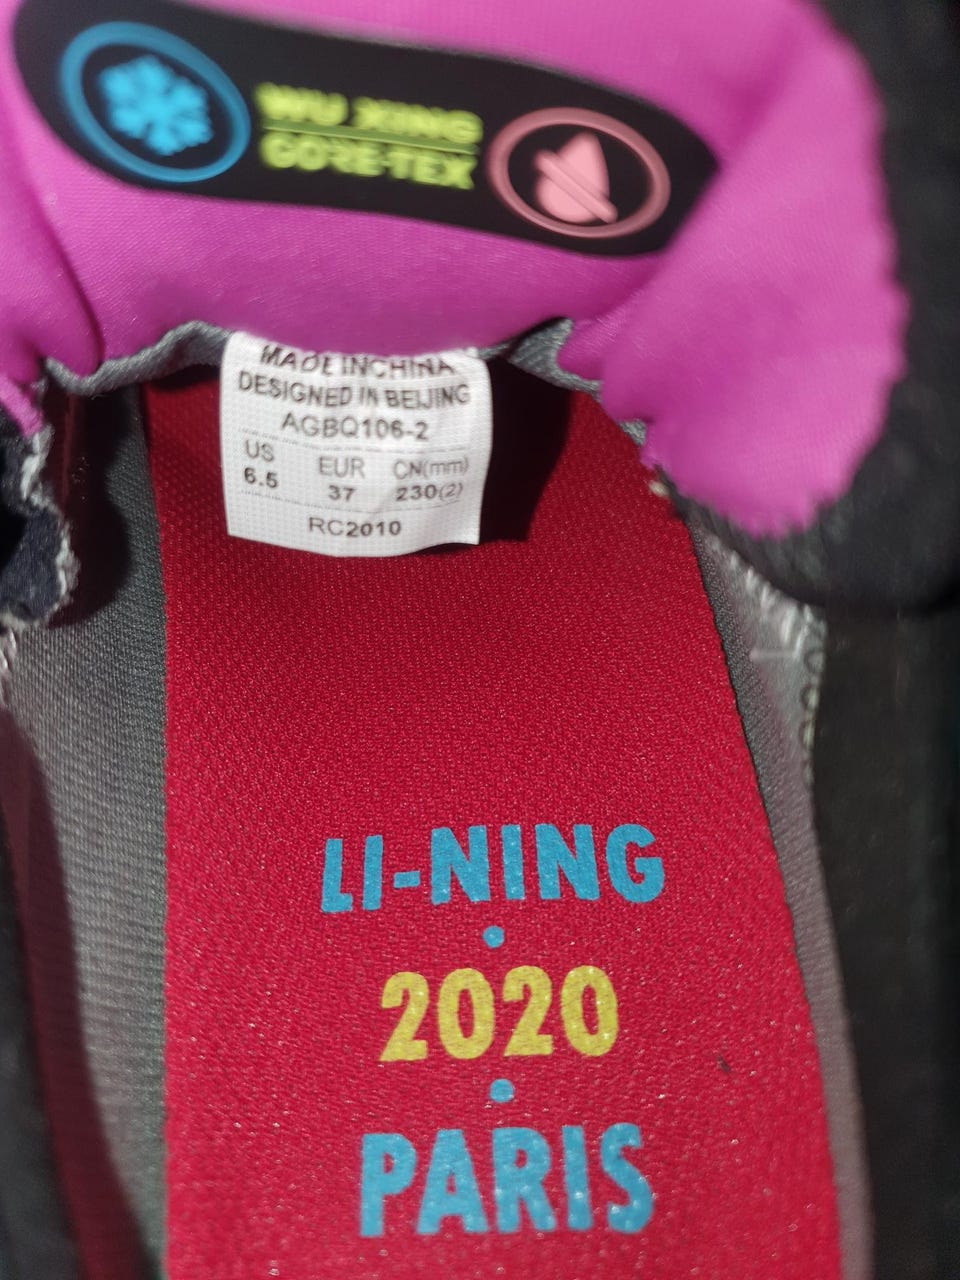 WU XING
GORE-TEX
MADE IN CHINA
DESIGNED IN BEIJING
AGBQ106-2
US EUR CN(mm)
6.5 37 230(2)
RC2010
LI-NING
2020
PARIS